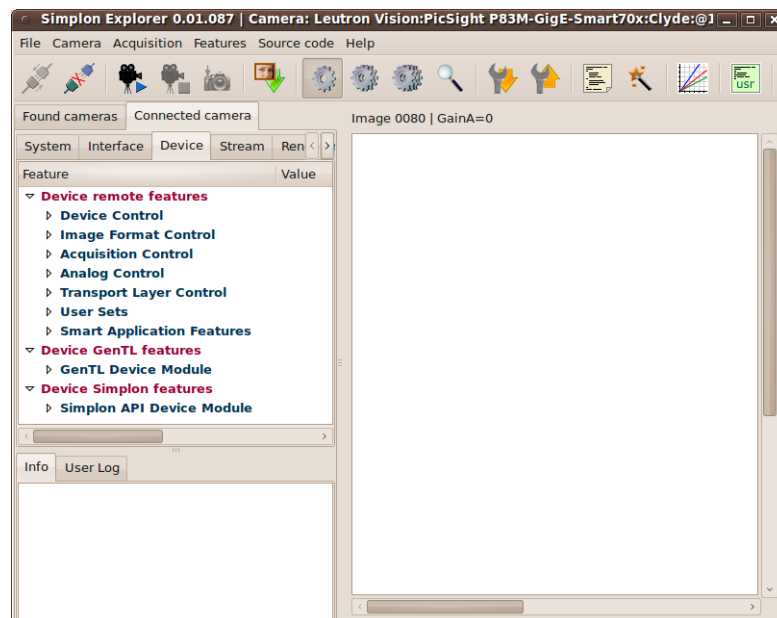 Simplon Explorer 0.01.087 | Camera: Leutron Vision:PicSight P83M-GigE-Smart70x:Clyde:@1
File Camera Acquisition Features Source code Help
usr
Found cameras Connected camera
Image 0080 | GainA=0
System Interface Device Stream Ren
Feature Value
Device remote features
Device Control
Image Format Control
Acquisition Control
Analog Control
Transport Layer Control
User Sets
Smart Application Features
Device GenTL features
GenTL Device Module
Device Simplon features
Simplon API Device Module
Info User Log